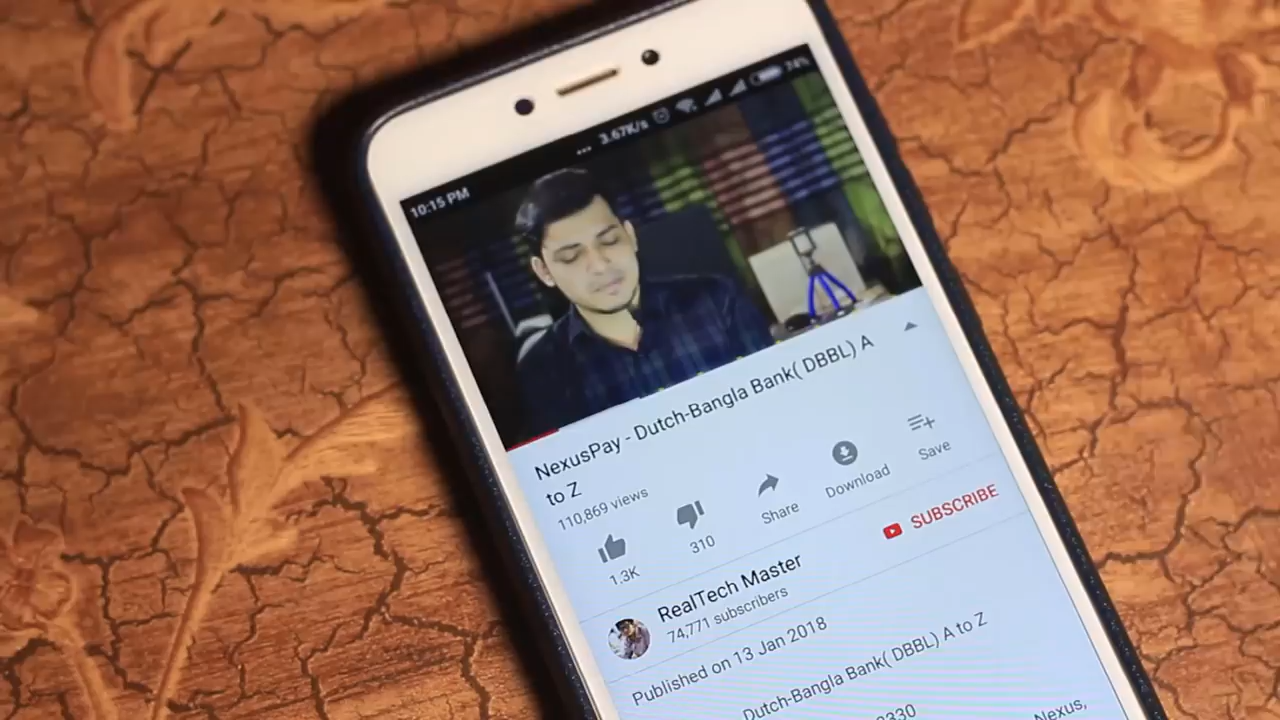 10:15 PM
... 3.67K/s
74%
NexusPay - Dutch-Bangla Bank( DBBL) A
to Z
110,869 views
1.3K
310
Share
Download
Save
RealTech Master
74,771 subscribers
SUBSCRIBE
Published on 13 Jan 2018
Dutch-Bangla Bank( DBBL) A to Z
Nexus,